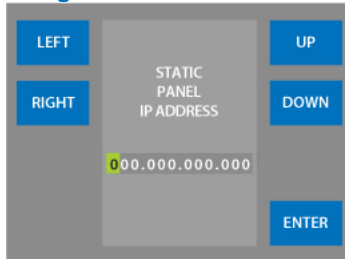 LEFT
UP
STATIC
PANEL
RIGHT
IP ADDRESS
DOWN
000.000.000.000
ENTER